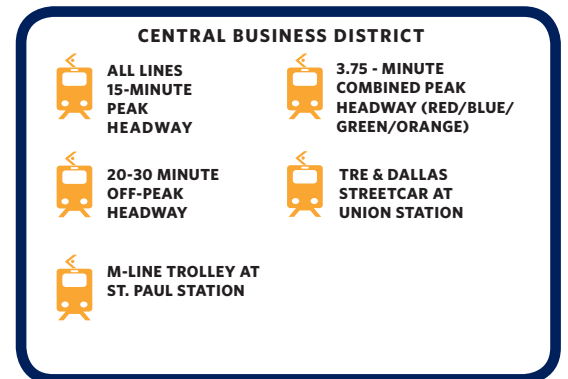 CENTRAL BUSINESS DISTRICT
ALL LINES
15-MINUTE
PEAK
HEADWAY
3.75 - MINUTE
COMBINED PEAK
HEADWAY (RED/BLUE/
GREEN/ORANGE)
20-30 MINUTE
OFF-PEAK
HEADWAY
TRE & DALLAS
STREETCAR AT
UNION STATION
M-LINE TROLLEY AT
ST. PAUL STATION